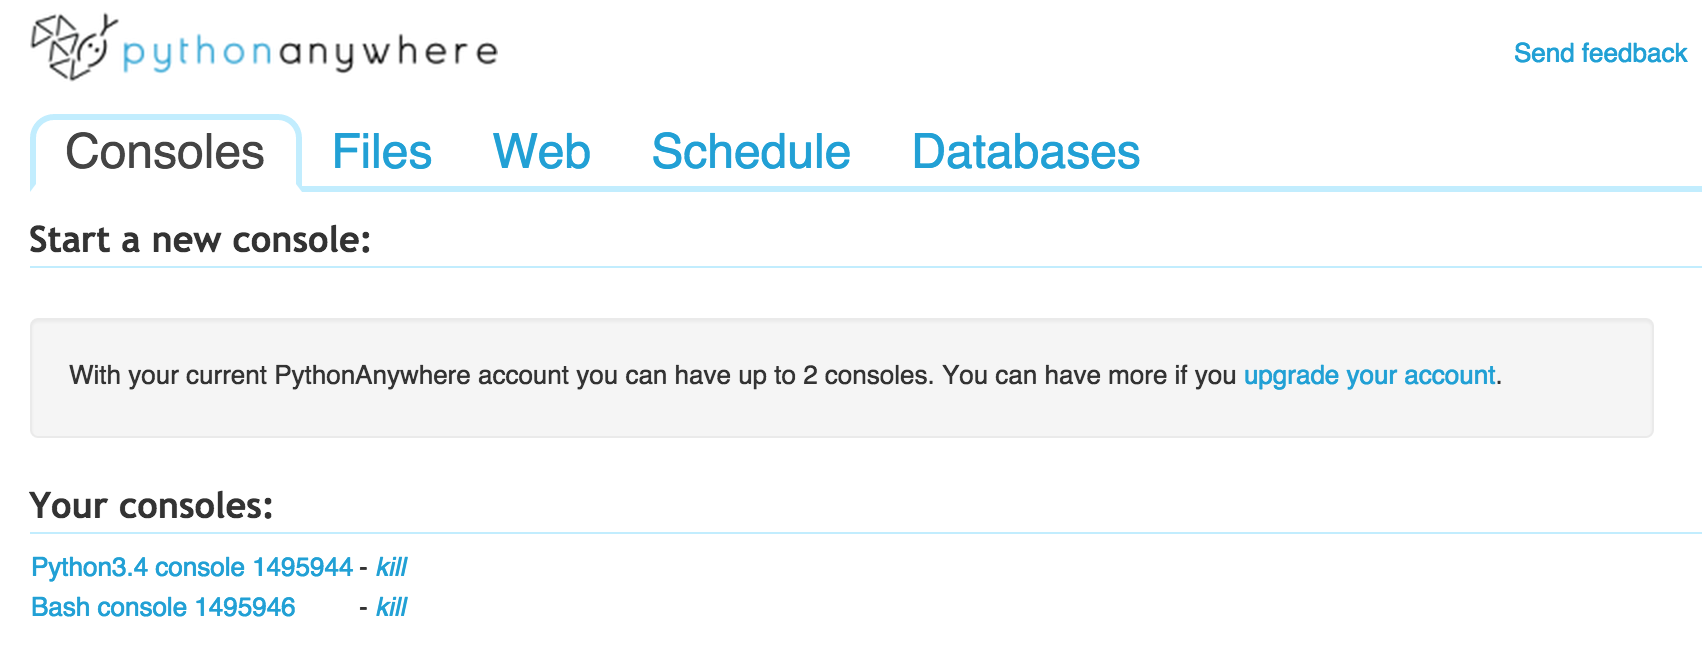 pythonanywhere
Send feedback
Consoles Files Web Schedule Databases
Start a new console:
With your current PythonAnywhere account you can have up to 2 consoles. You can have more if you upgrade your account.
Your consoles:
Python3.4 console 1495944 - kill
Bash console 1495946 - kill